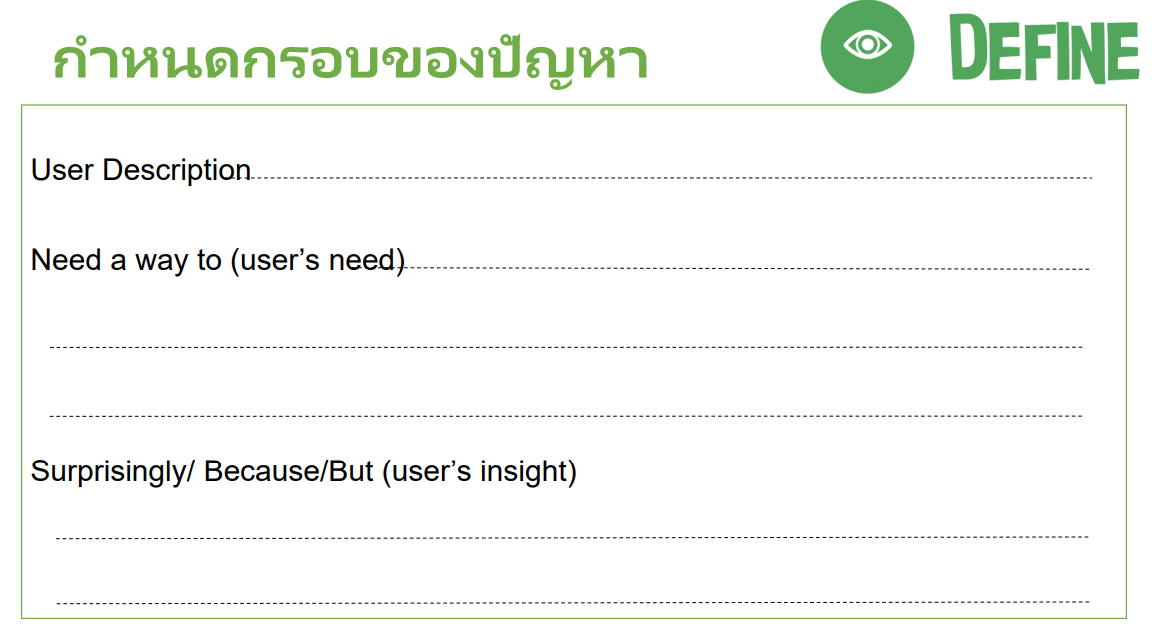 กำหนดกรอบของปัญหา
DEFINE
User Description
Need a way to (user’s need)
Surprisingly/ Because/But (user’s insight)